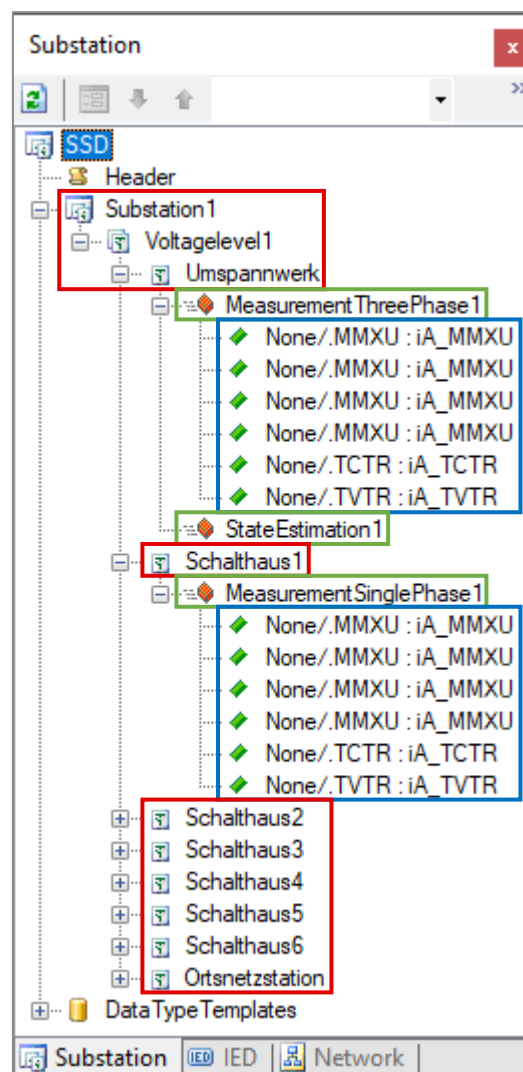 Substation
x
SSD
Header
Substation1
Voltagelevel1
Umspannwerk
MeasurementThreePhase1
None/.MMXU : iA_MMXU
None/.MMXU : iA_MMXU
None/.MMXU : iA_MMXU
None/.MMXU : iA_MMXU
None/.TCTR : iA_TCTR
None/.TVTR : iA_TVTR
StateEstimation1
Schalthaus1
MeasurementSinglePhase1
None/.MMXU : iA_MMXU
None/.MMXU : iA_MMXU
None/.MMXU : iA_MMXU
None/.MMXU : iA_MMXU
None/.TCTR : iA_TCTR
None/.TVTR : iA_TVTR
Schalthaus2
Schalthaus3
Schalthaus4
Schalthaus5
Schalthaus6
Ortsnetzstation
DataTypeTemplates
Substation IED IED Network